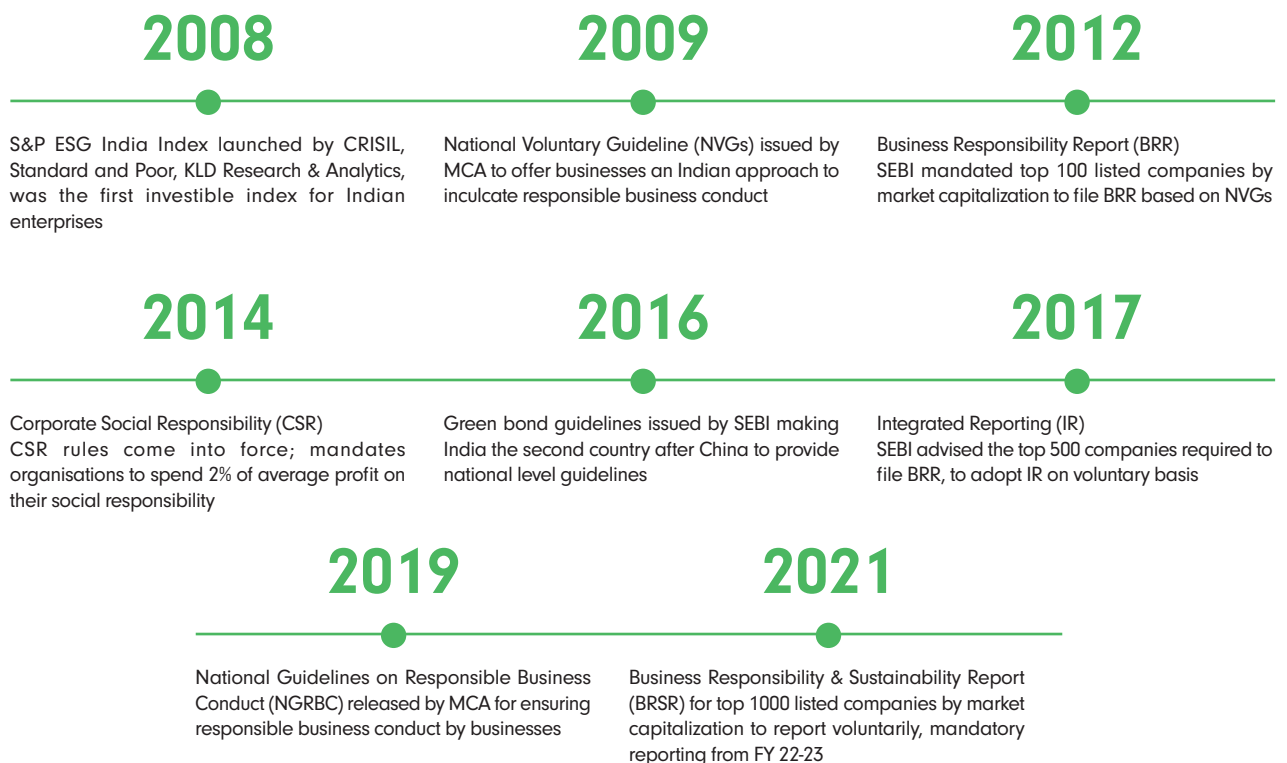 2008
2009
2012
S&P ESG India Index launched by CRISIL,
Standard and Poor, KLD Research & Analytics,
was the first investible index for Indian
enterprises
National Voluntary Guideline (NVGs) issued by
MCA to offer businesses an Indian approach to
inculcate responsible business conduct
Business Responsibility Report (BRR)
SEBI mandated top 100 listed companies by
market capitalization to file BRR based on NVGs
2014
2016
2017
Corporate Social Responsibility (CSR)
CSR rules come into force; mandates
organisations to spend 2% of average profit on
their social responsibility
Green bond guidelines issued by SEBI making
India the second country after China to provide
national level guidelines
Integrated Reporting (IR)
SEBI advised the top 500 companies required to
file BRR, to adopt IR on voluntary basis
2019
2021
National Guidelines on Responsible Business
Conduct (NGRBC) released by MCA for ensuring
responsible business conduct by businesses
Business Responsibility & Sustainability Report
(BRSR) for top 1000 listed companies by market
capitalization to report voluntarily, mandatory
reporting from FY 22-23